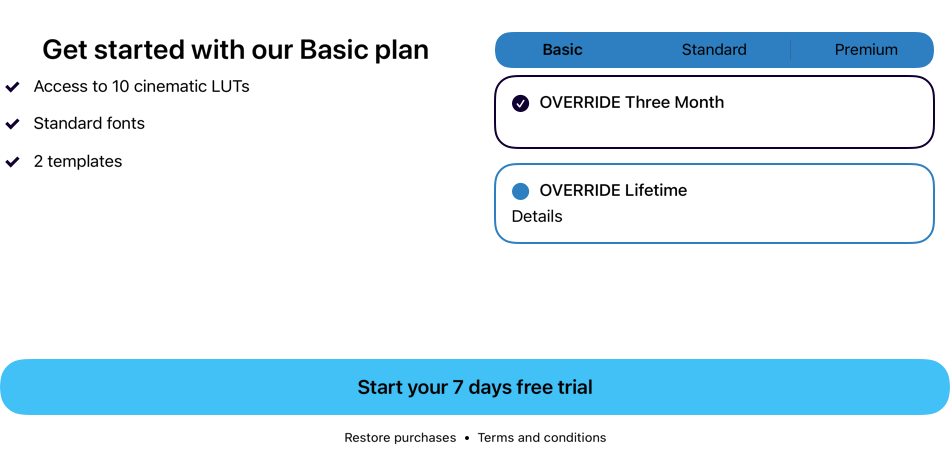 Get started with our Basic plan
Access to 10 cinematic LUTs
Standard fonts
2 templates
Basic
Standard
Premium
OVERRIDE Three Month
OVERRIDE Lifetime
Details
Start your 7 days free trial
Restore purchases • Terms and conditions